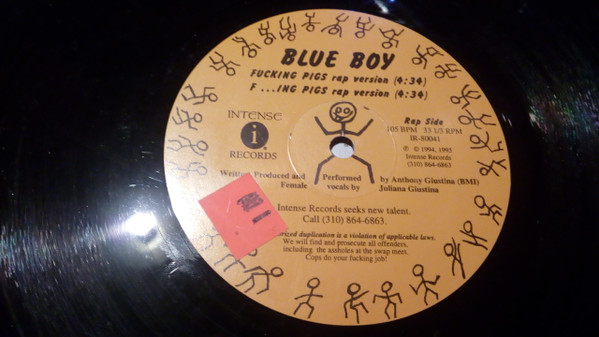 BLUE BOY
FUCKING PIGS rap version (4:34)
F ...ING PIGS rap version (4:34)
INTENSE
i
RECORDS
Rap Side
105 BPM 33 1/3 RPM
IR-80041
℗ © 1994, 1995
Intense Records
(310) 864-6863
Written, Produced and Performed by Anthony Giustina (BMI)
Female vocals by Juliana Giustina
Intense Records seeks new talent.
Call (310) 864-6863.
duplication is a violation of applicable laws.
We will find and prosecute all offenders,
including the assholes at the swap meet.
Cops do your fucking job!